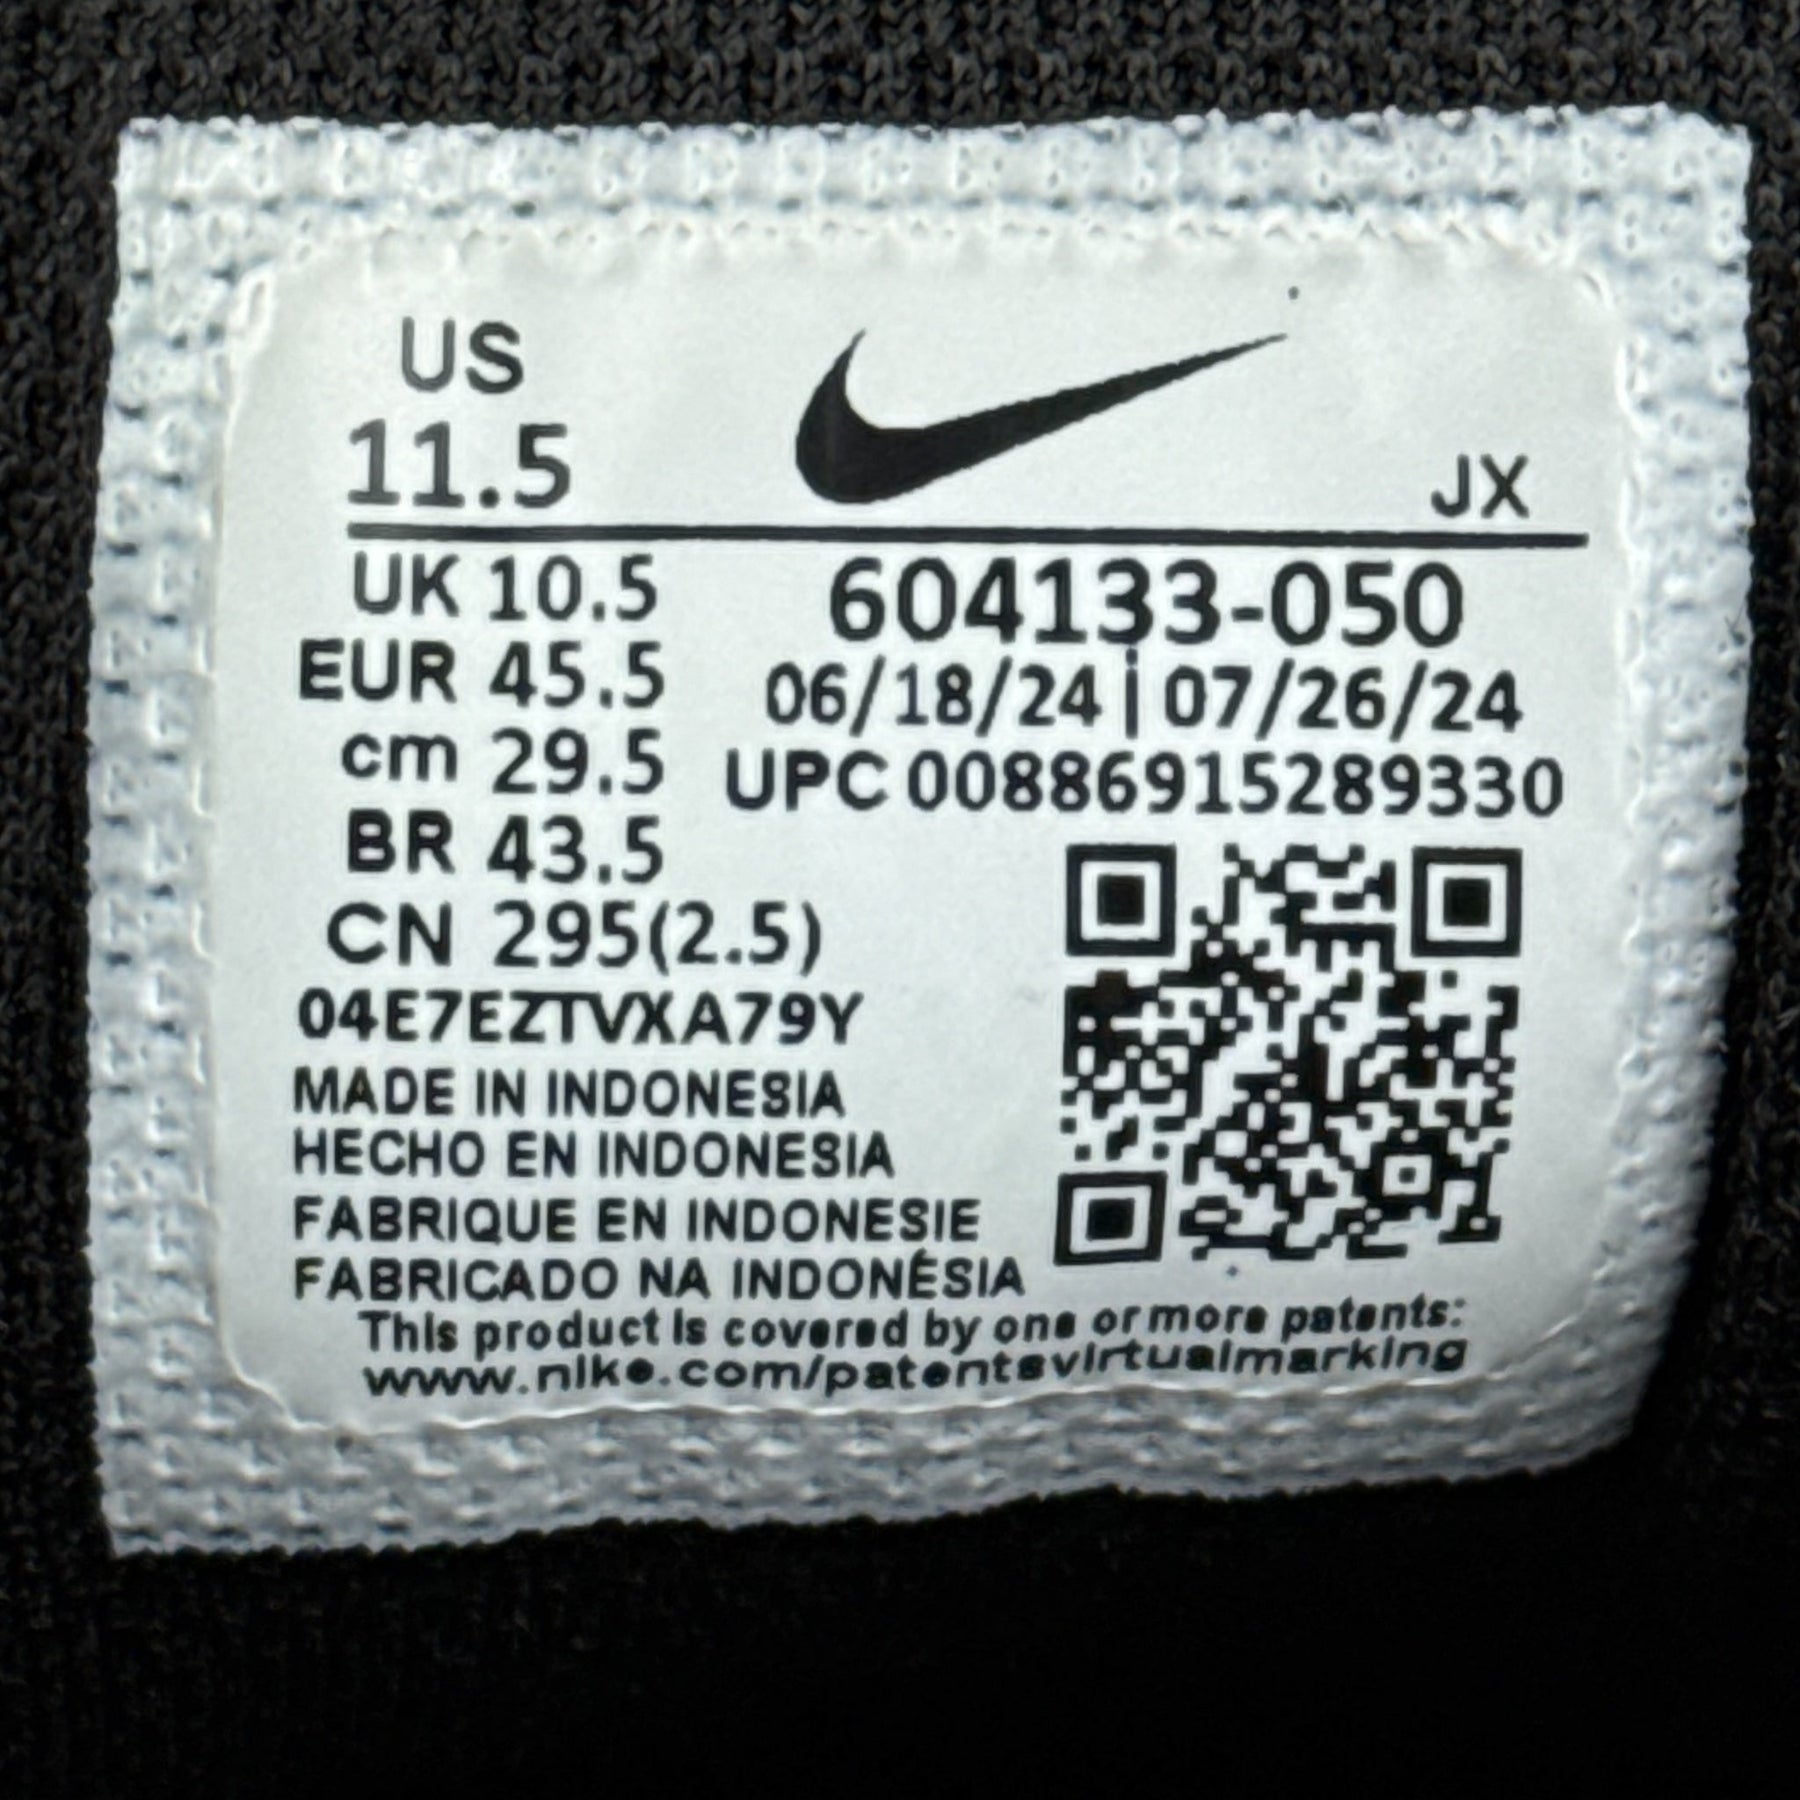 US
11.5
JX
UK 10.5
EUR 45.5
cm 29.5
BR 43.5
CN 295(2.5)
604133-050
06/18/24 | 07/26/24
UPC 00886915289330
04E7EZTVXA79Y
MADE IN INDONESIA
HECHO EN INDONESIA
FABRIQUE EN INDONESIE
FABRICADO NA INDONÉSIA
This product is covered by one or more patents:
www.nike.com/patentsvirtualmarking